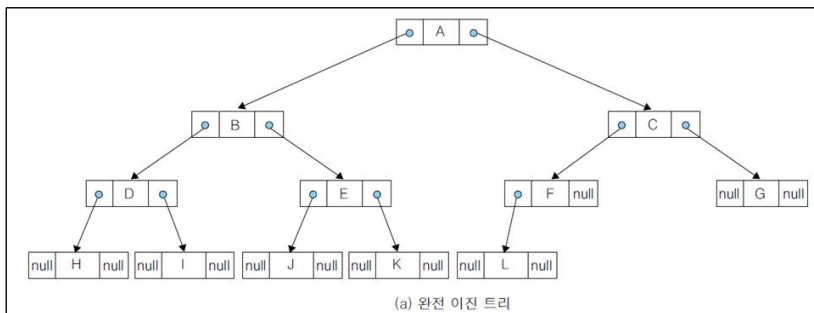 A
B C
D E F null null G null
null H null null I null null J null null K null null L null
(a) 완전 이진 트리